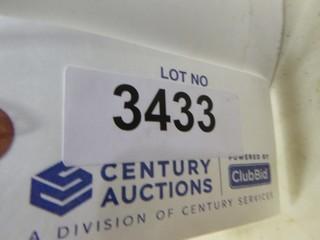 LOT NO
3433
CENTURY
AUCTIONS
POWERED BY
ClubBid
A DIVISION OF CENTURY SERVICES